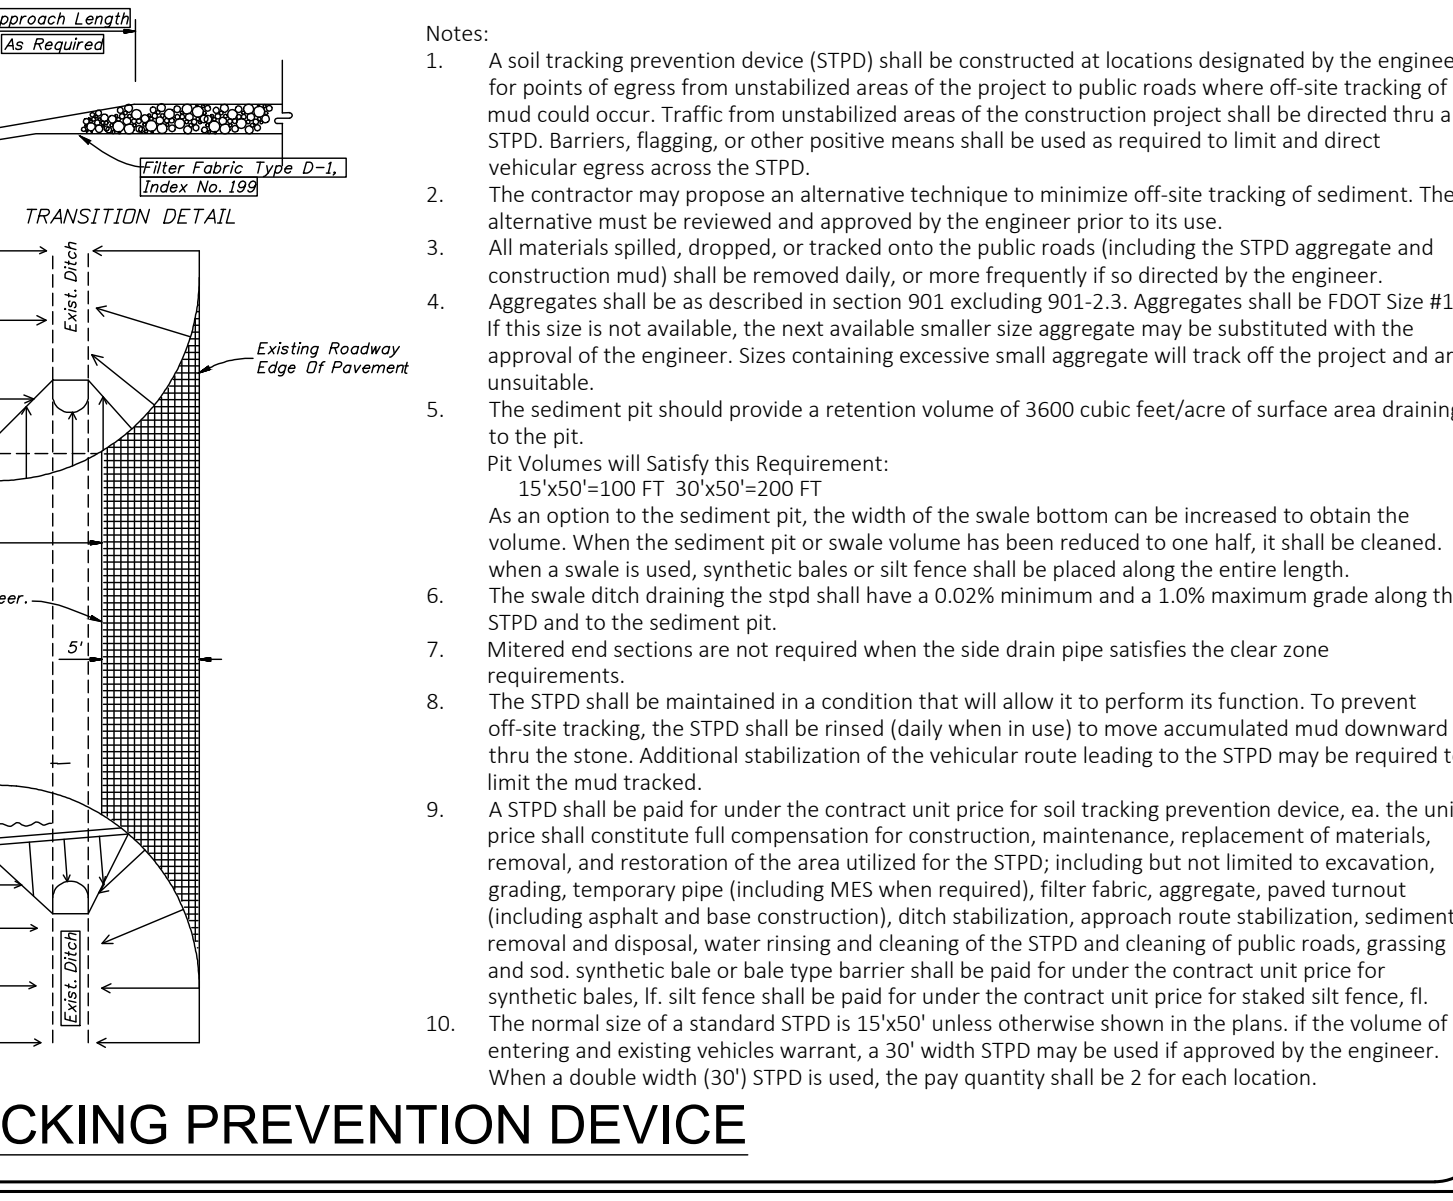 pproach Length
As Required
Filter Fabric Type D-1,
Index No. 199
TRANSITION DETAIL
Exist. Ditch
Existing Roadway
Edge Of Pavement
eer.
5'
Exist. Ditch
Notes:
1. A soil tracking prevention device (STPD) shall be constructed at locations designated by the enginee
for points of egress from unstabilized areas of the project to public roads where off-site tracking of
mud could occur. Traffic from unstabilized areas of the construction project shall be directed thru a
STPD. Barriers, flagging, or other positive means shall be used as required to limit and direct
vehicular egress across the STPD.
2. The contractor may propose an alternative technique to minimize off-site tracking of sediment. The
alternative must be reviewed and approved by the engineer prior to its use.
3. All materials spilled, dropped, or tracked onto the public roads (including the STPD aggregate and
construction mud) shall be removed daily, or more frequently if so directed by the engineer.
4. Aggregates shall be as described in section 901 excluding 901-2.3. Aggregates shall be FDOT Size #1
If this size is not available, the next available smaller size aggregate may be substituted with the
approval of the engineer. Sizes containing excessive small aggregate will track off the project and ar
unsuitable.
5. The sediment pit should provide a retention volume of 3600 cubic feet/acre of surface area draining
to the pit.
Pit Volumes will Satisfy this Requirement:
15'x50'=100 FT 30'x50'=200 FT
As an option to the sediment pit, the width of the swale bottom can be increased to obtain the
volume. When the sediment pit or swale volume has been reduced to one half, it shall be cleaned.
when a swale is used, synthetic bales or silt fence shall be placed along the entire length.
6. The swale ditch draining the stpd shall have a 0.02% minimum and a 1.0% maximum grade along th
STPD and to the sediment pit.
7. Mitered end sections are not required when the side drain pipe satisfies the clear zone
requirements.
8. The STPD shall be maintained in a condition that will allow it to perform its function. To prevent
off-site tracking, the STPD shall be rinsed (daily when in use) to move accumulated mud downward
thru the stone. Additional stabilization of the vehicular route leading to the STPD may be required t
limit the mud tracked.
9. A STPD shall be paid for under the contract unit price for soil tracking prevention device, ea. the uni
price shall constitute full compensation for construction, maintenance, replacement of materials,
removal, and restoration of the area utilized for the STPD; including but not limited to excavation,
grading, temporary pipe (including MES when required), filter fabric, aggregate, paved turnout
(including asphalt and base construction), ditch stabilization, approach route stabilization, sediment
removal and disposal, water rinsing and cleaning of the STPD and cleaning of public roads, grassing
and sod. synthetic bale or bale type barrier shall be paid for under the contract unit price for
synthetic bales, lf. silt fence shall be paid for under the contract unit price for staked silt fence, fl.
10. The normal size of a standard STPD is 15'x50' unless otherwise shown in the plans. if the volume of
entering and existing vehicles warrant, a 30' width STPD may be used if approved by the engineer.
When a double width (30') STPD is used, the pay quantity shall be 2 for each location.
CKING PREVENTION DEVICE